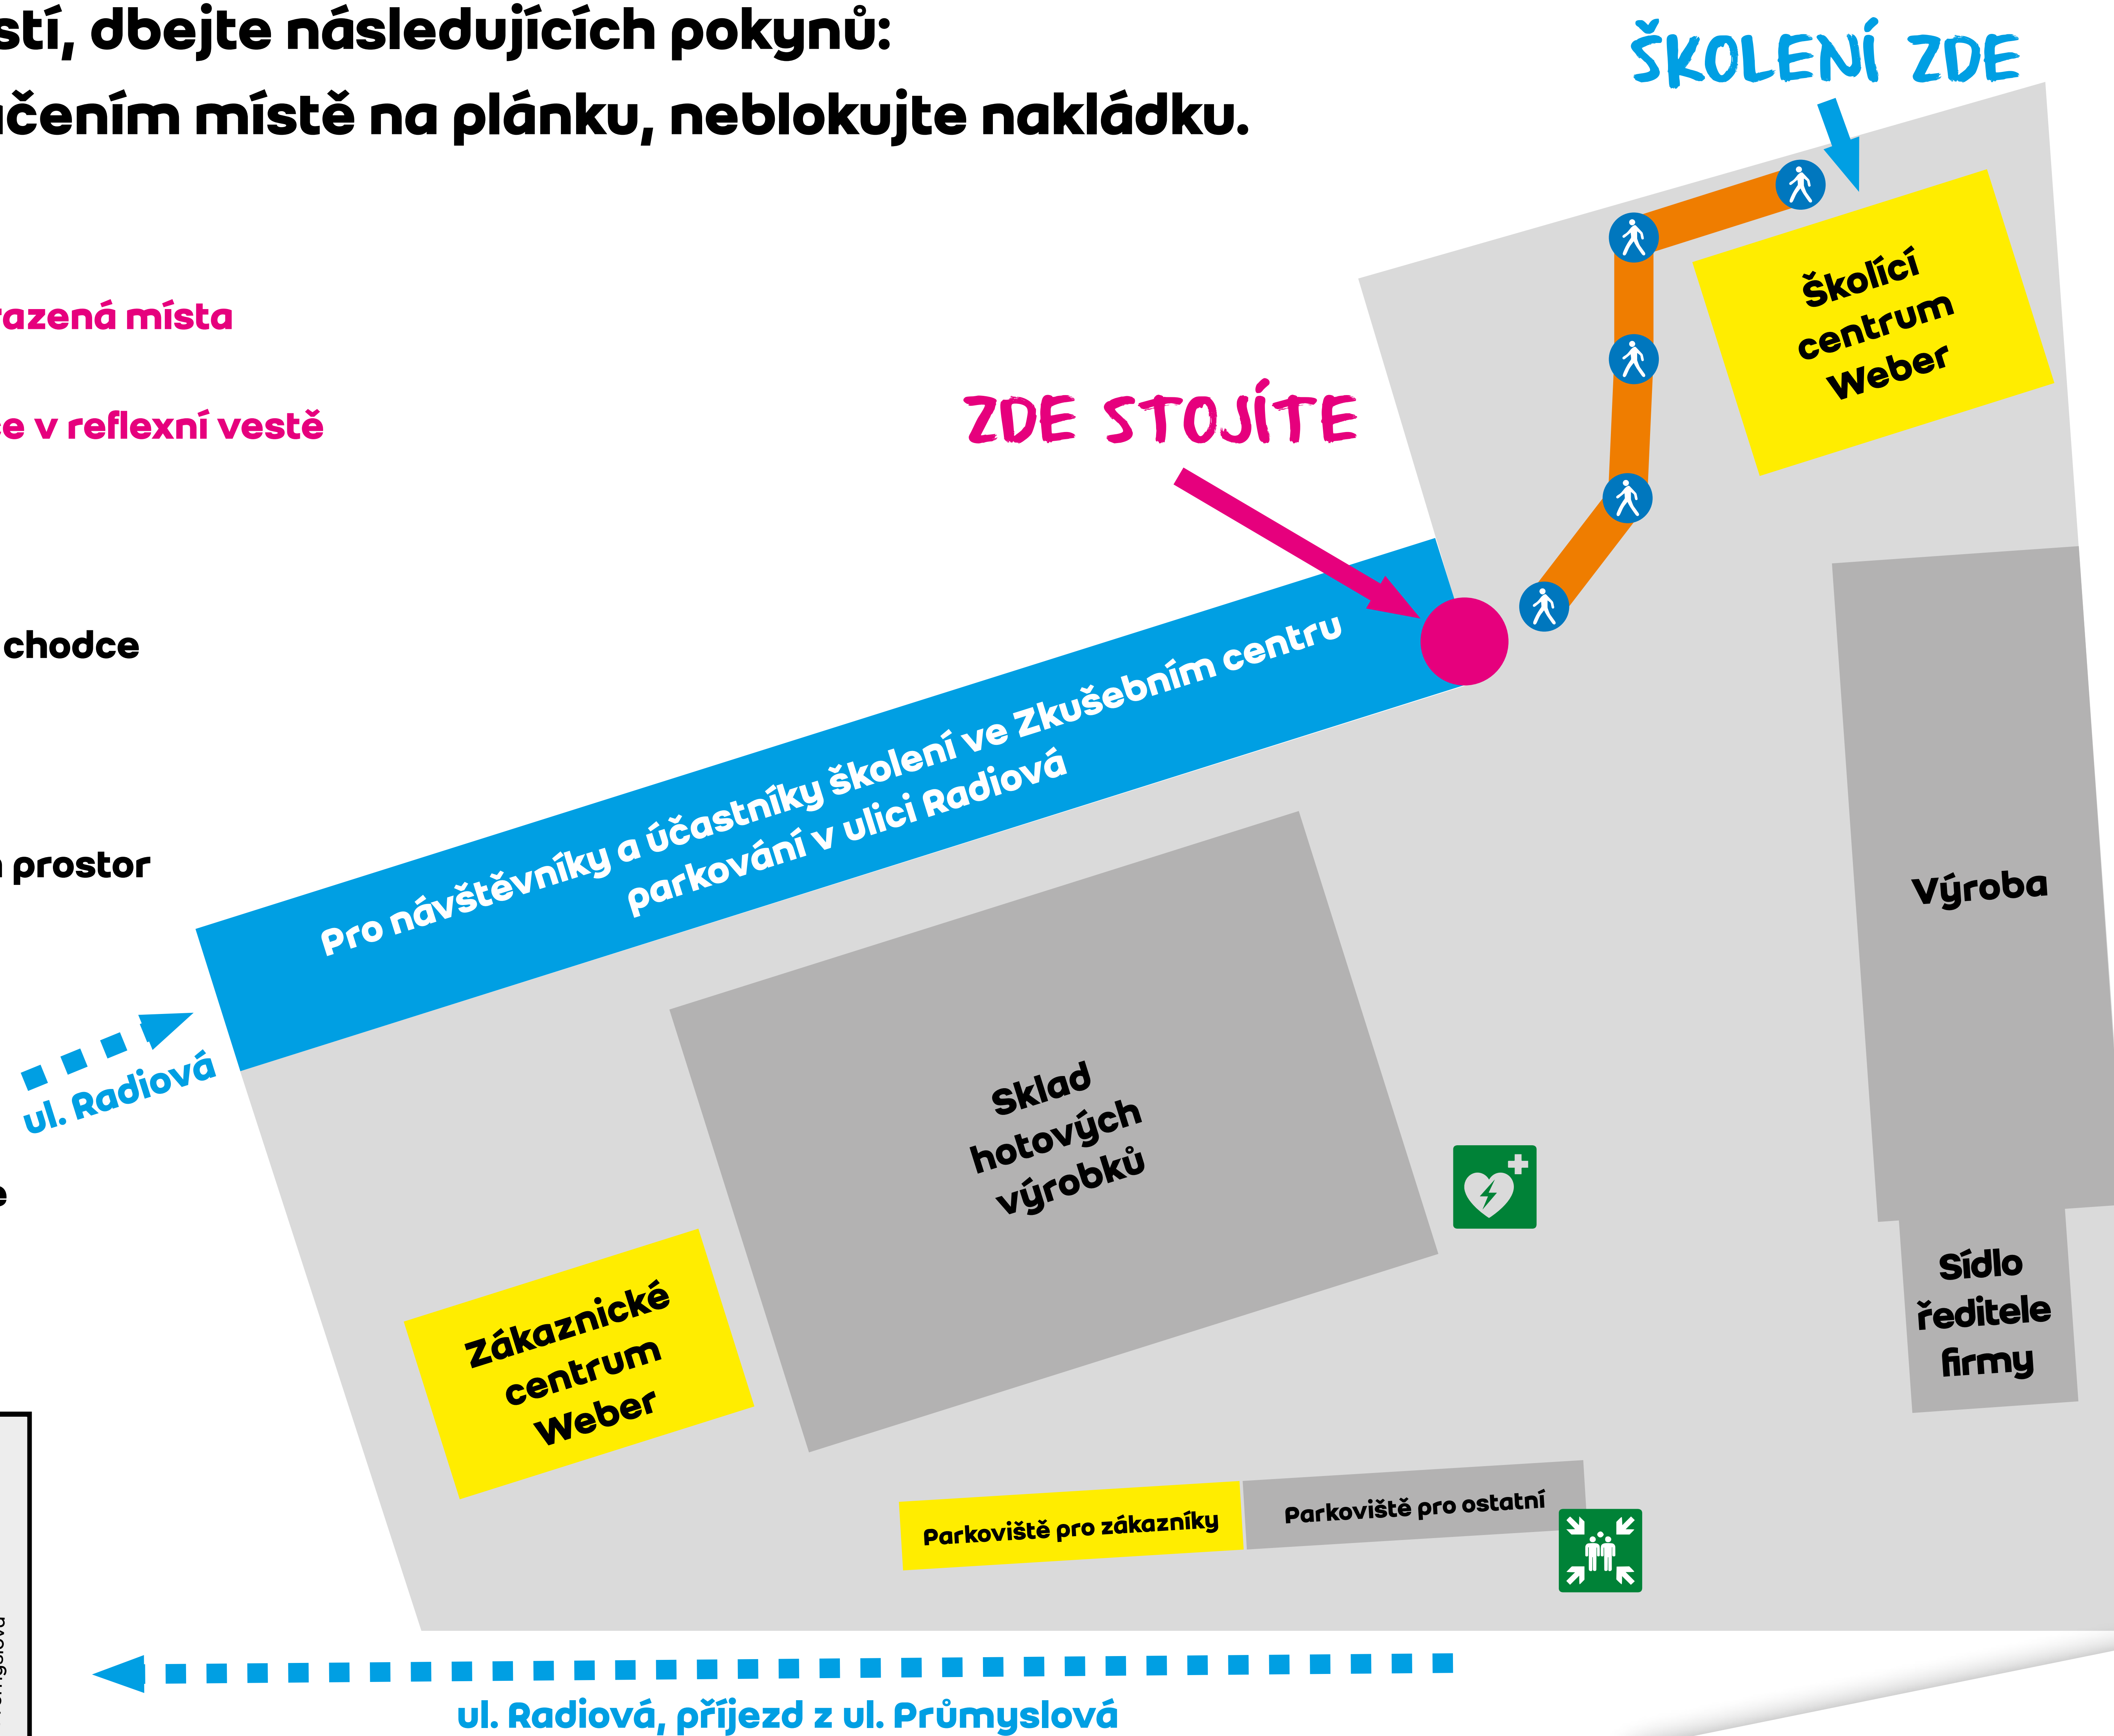 stí, dbejte následujících pokynů:
ačením místě na plánku, neblokujte nakládku.
ŠKOLENÍ ZDE
Školící
centrum
Weber
azená místa
ZDE STOJÍTE
ce v reflexní vestě
chodce
Pro návštěvníky a účastníky školení ve Zkušebním centru
parkování v ulici Radiová
prostor
Výroba
ul. Radiová
Sklad
hotových
výrobků
e
Sídlo
ředitele
firmy
Zákaznické
centrum
Weber
Parkoviště pro zákazníky
Parkoviště pro ostatní
ul. Radiová, příjezd z ul. Průmyslová